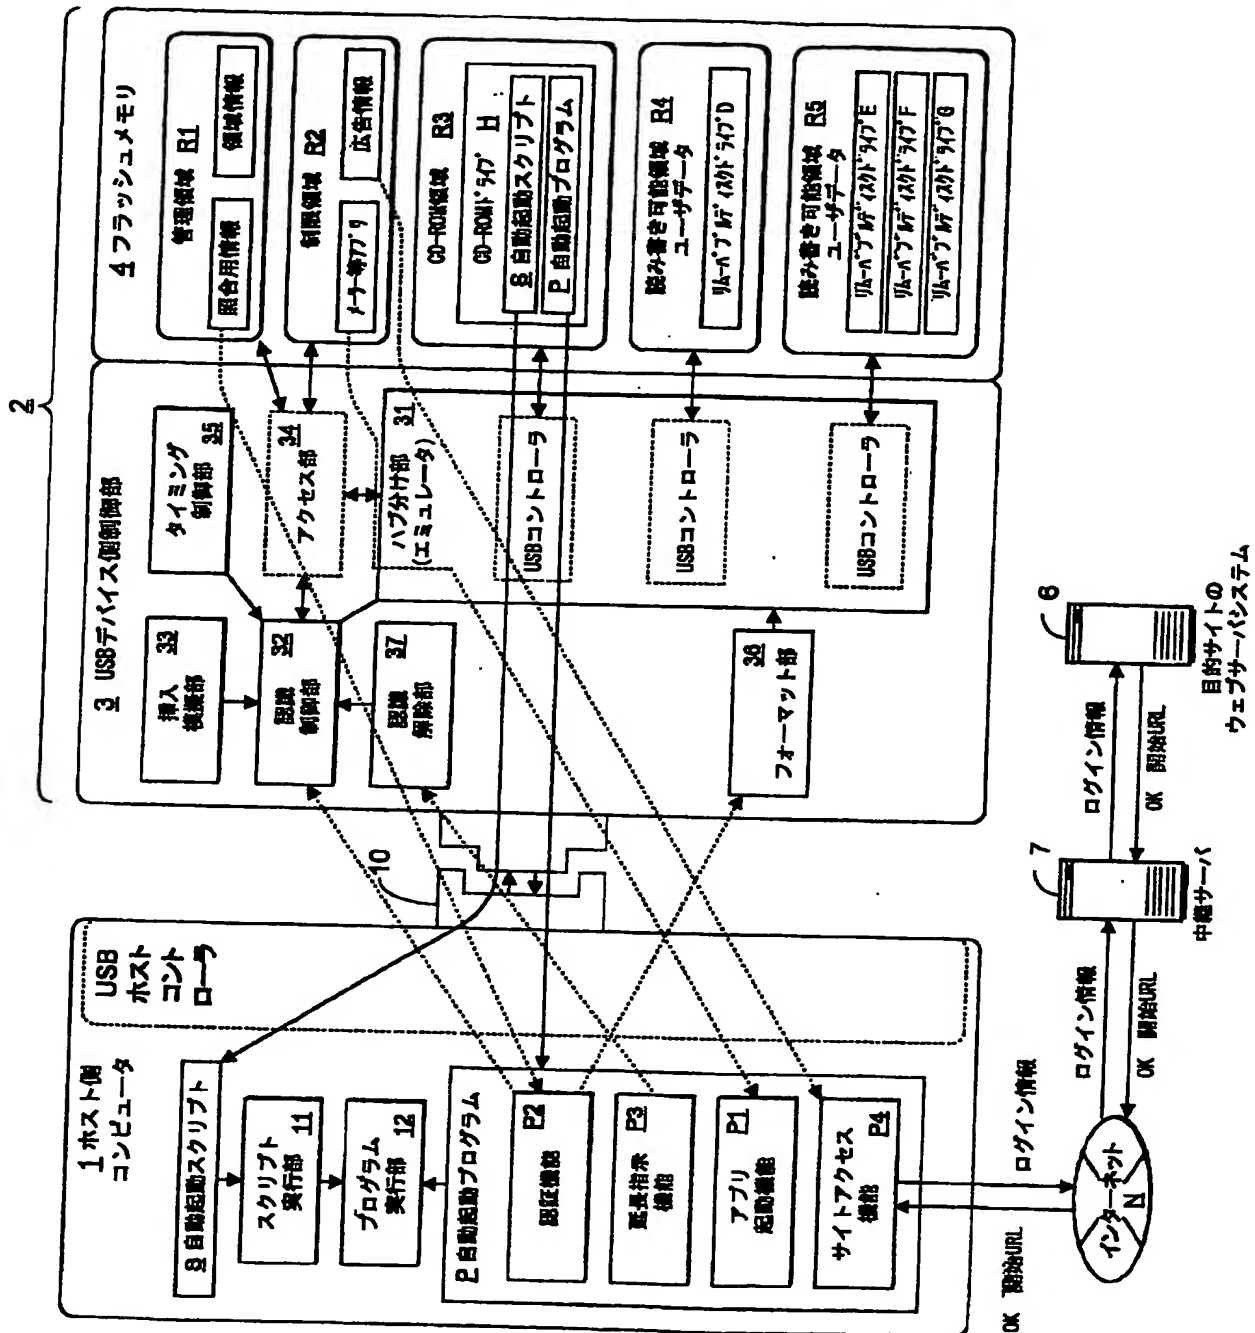 2
1 ホスト側
コンピュータ
S 自動起動スクリプト
スクリプト
実行部 11
プログラム
実行部 12
P 自動起動プログラム
認証機能 P2
延長指示
機能 P3
アプリ
起動機能 P1
サイトアクセス
機能 P4
USB
ホスト
コント
ローラ
10
3 USBデバイス側制御部
挿入
模擬部 33
タイミング
制御部 35
認識
制御部 32
アクセス部 34
認識
解除部 37
ハブ分け部 31
(エミュレータ)
USBコントローラ
USBコントローラ
USBコントローラ
フォーマット部 36
4 フラッシュメモリ
管理領域 R1
照合用情報
領域情報
制限領域 R2
メーラー等アプリ
広告情報
CD-ROM領域 R3
CD-ROMドライブ H
S 自動起動スクリプト
P 自動起動プログラム
読み書き可能領域 R4
ユーザデータ
リムーバブルディスクドライブD
読み書き可能領域 R5
ユーザデータ
リムーバブルディスクドライブE
リムーバブルディスクドライブF
リムーバブルディスクドライブG
OK 開始URL
ログイン情報
インターネット
N
ログイン情報
OK 開始URL
7
中継サーバ
ログイン情報
OK 開始URL
6
目的サイトの
ウェブサーバシステム